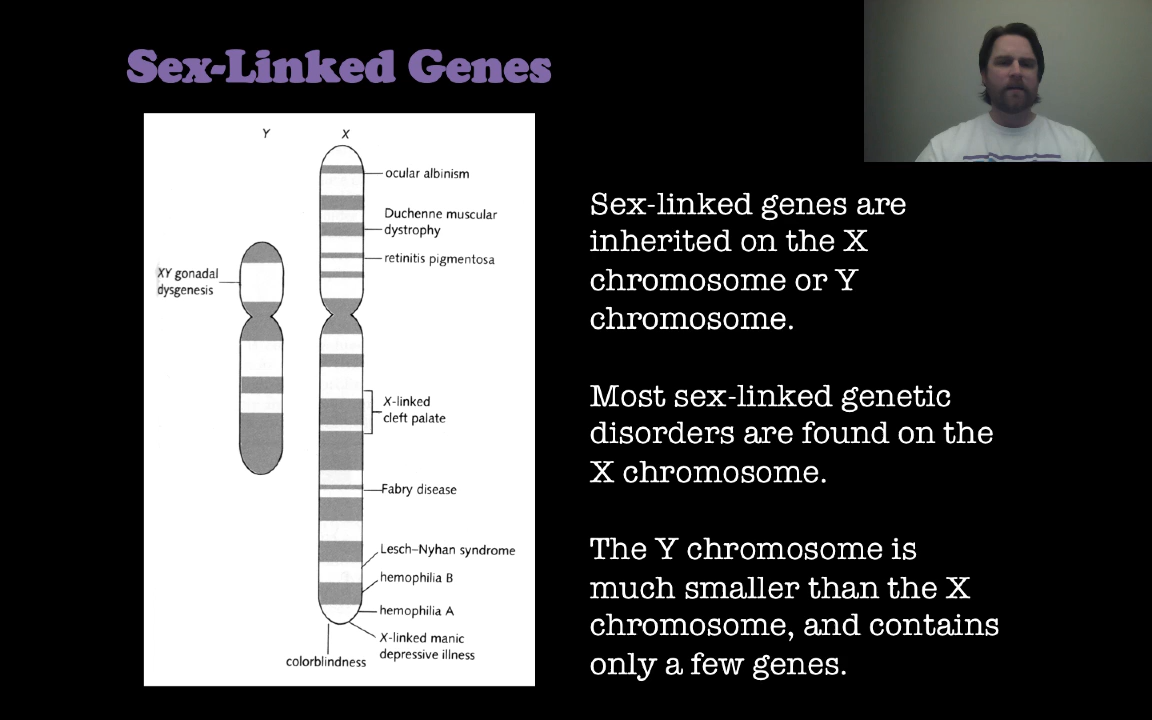 Sex-Linked Genes
Y
X
ocular albinism
Duchenne muscular
dystrophy
retinitis pigmentosa
XY gonadal
dysgenesis
X-linked
cleft palate
Fabry disease
Lesch–Nyhan syndrome
hemophilia B
hemophilia A
X-linked manic
depressive illness
colorblindness
Sex-linked genes are
inherited on the X
chromosome or Y
chromosome.
Most sex-linked genetic
disorders are found on the
X chromosome.
The Y chromosome is
much smaller than the X
chromosome, and contains
only a few genes.